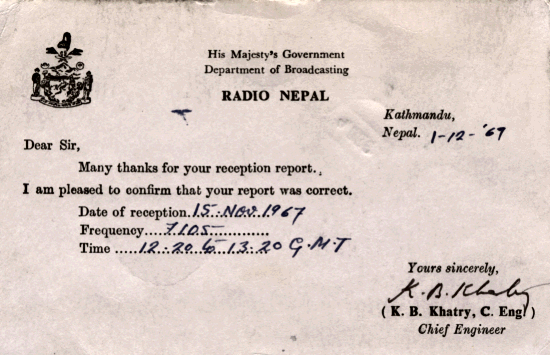 His Majesty's Government
Department of Broadcasting
RADIO NEPAL
Kathmandu,
Nepal. 1-12-'67
Dear Sir,
Many thanks for your reception report.
I am pleased to confirm that your report was correct.
Date of reception. 15-Nov. 1967
Frequency....7105............
Time .....12.20 to 13.20 G.M.T
Yours sincerely,
K. B. Khatry
( K. B. Khatry, C. Eng. )
Chief Engineer